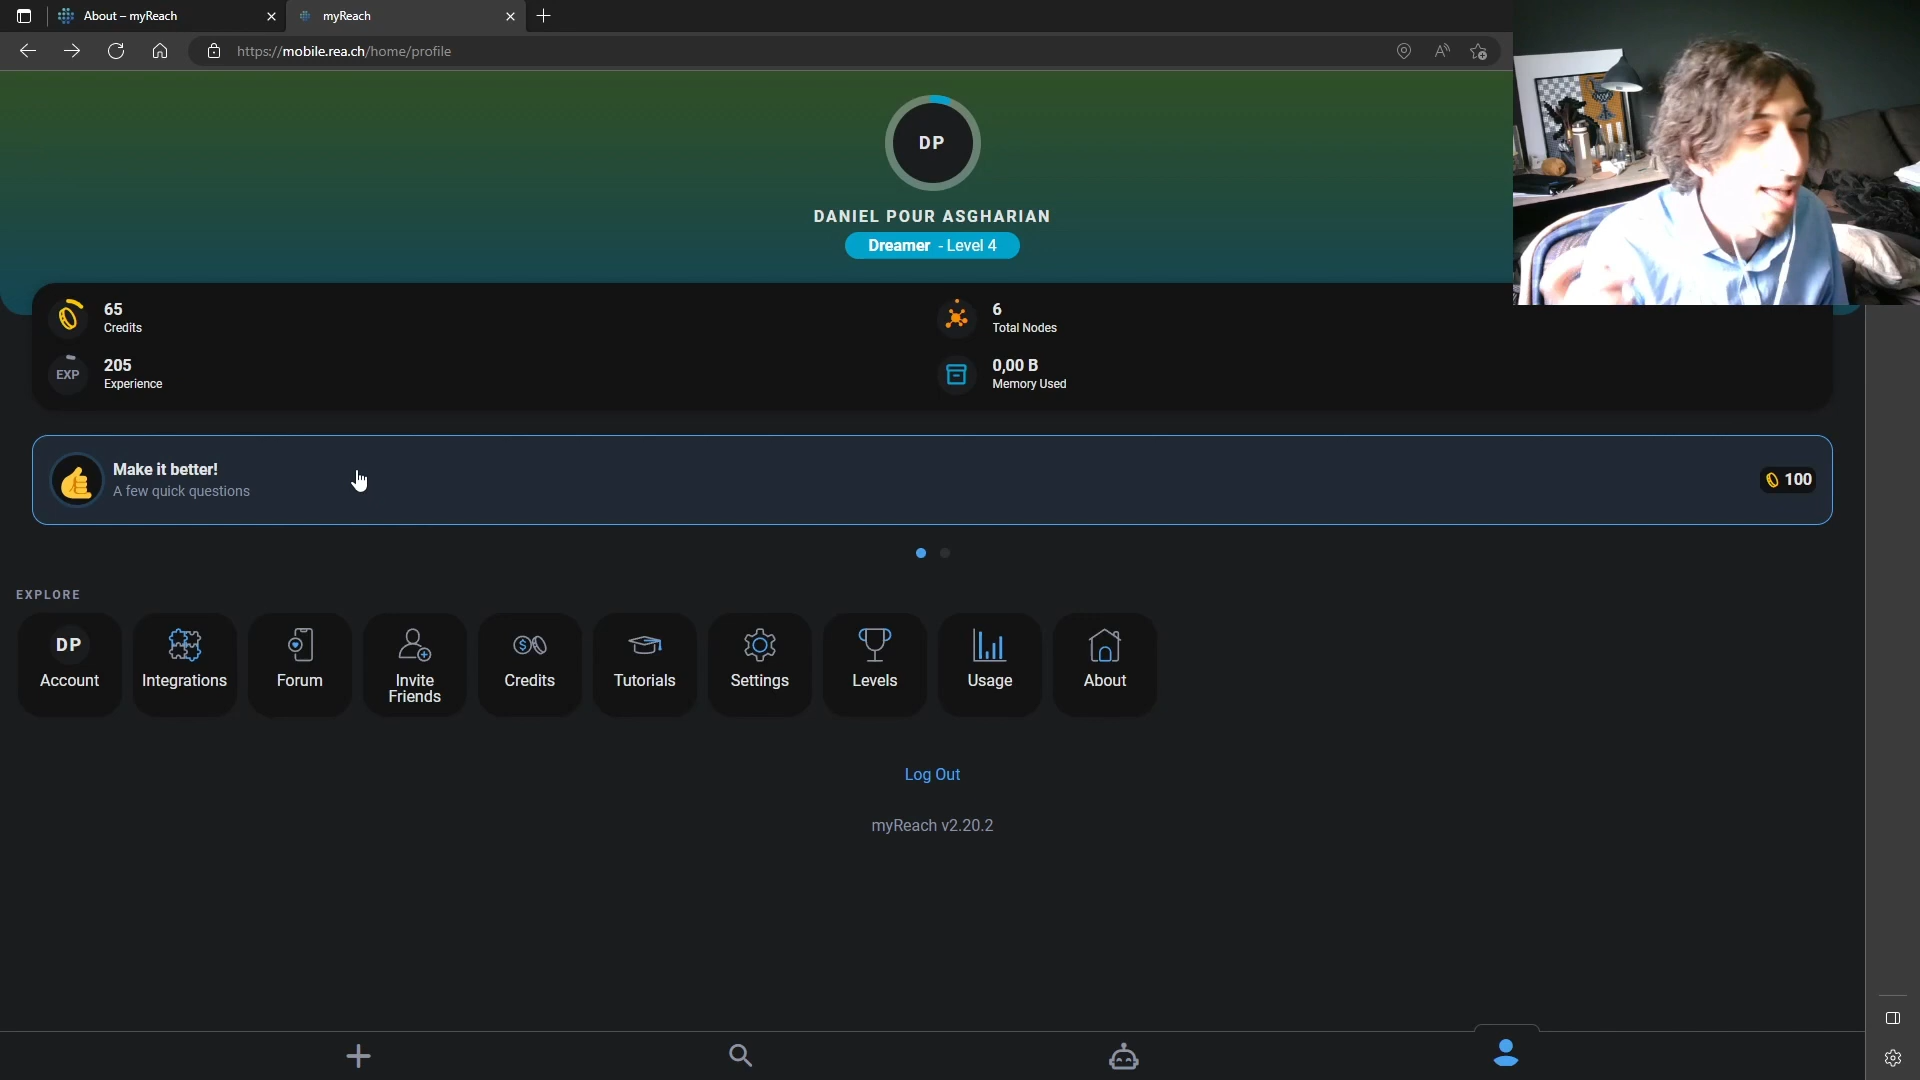 About – myReach
myReach
https://mobile.rea.ch/home/profile
DP
DANIEL POUR ASGHARIAN
Dreamer - Level 4
65
Credits
6
Total Nodes
EXP
205
Experience
0,00 B
Memory Used
Make it better!
A few quick questions
100
EXPLORE
DP
Account
Integrations
Forum
Invite
Friends
Credits
Tutorials
Settings
Levels
Usage
About
Log Out
myReach v2.20.2